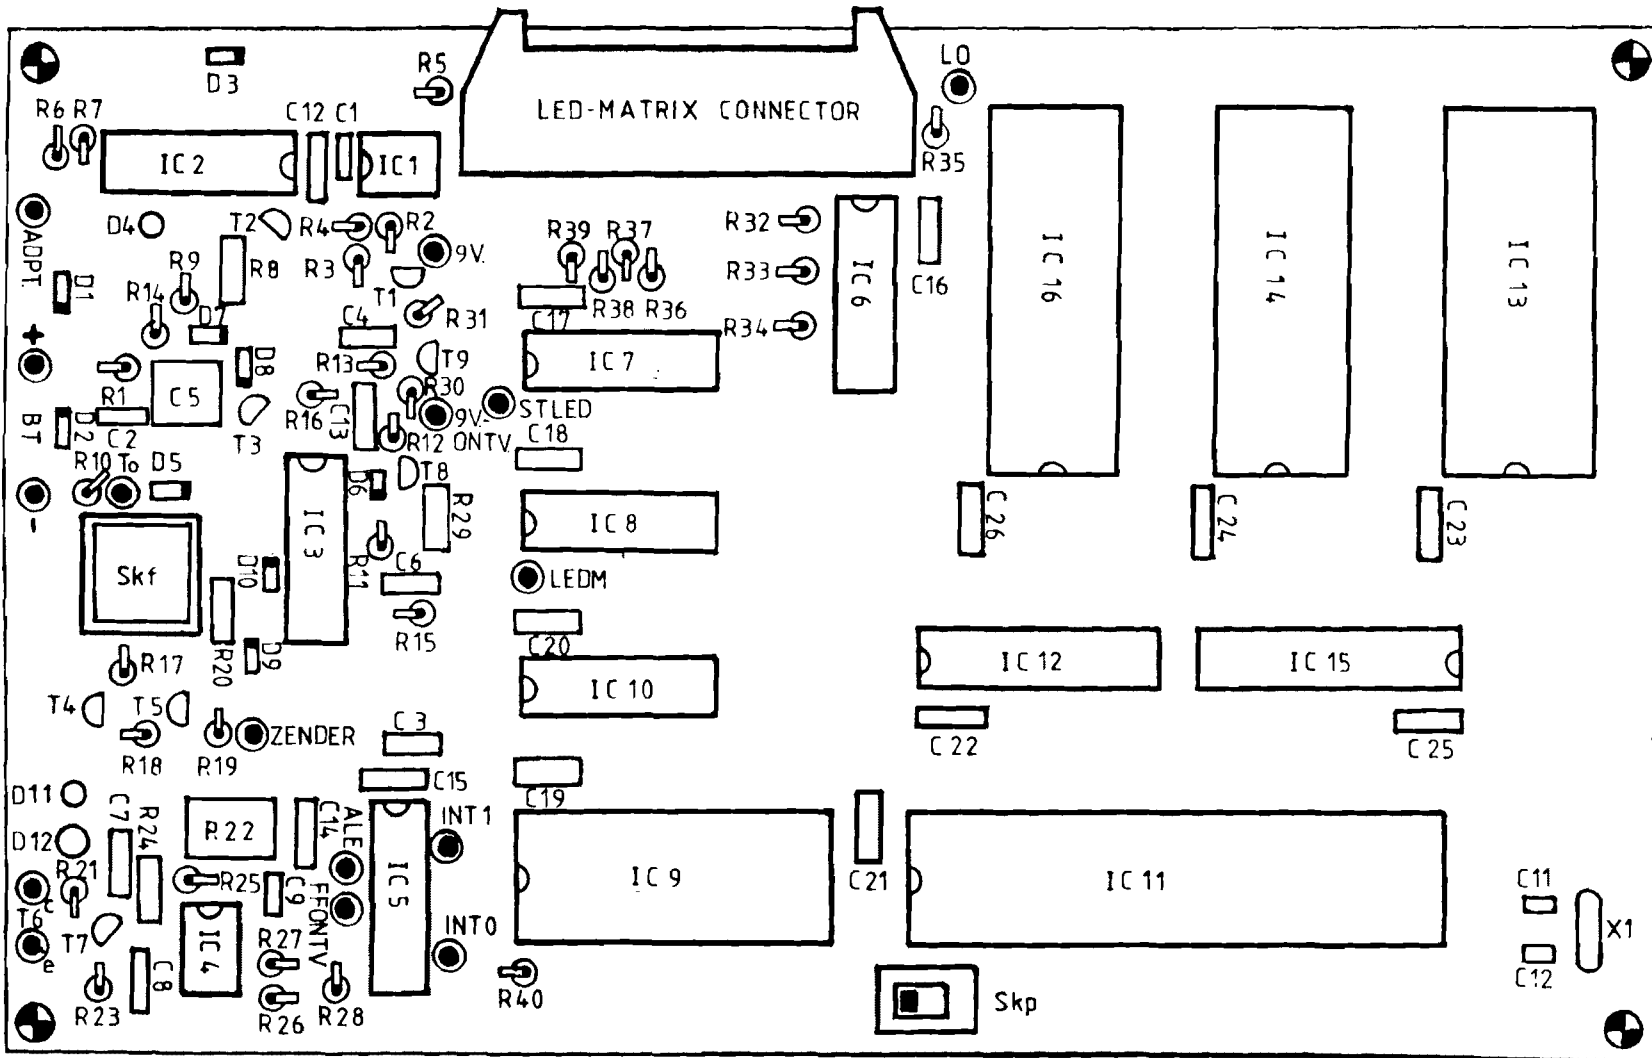 D3
R5
LED-MATRIX CONNECTOR
LO
R6 R7
C12 C1
IC2
IC1
R35
ADPT.
D4
T2
R4
R2
9V.
R39 R37
R32
IC6
C16
IC16
IC14
IC13
R9
R8
R3
T1
R33
D1
R14
D7
C4
R31
C17
R38 R36
R34
+
D8
R13
T9
IC7
R1
C5
R30
BT
D2
C2
T3
R16
C13
9V-
ONTV.
STLED
R12
C18
R10 To D5
D6
T8
R29
-
IC3
IC8
C26
C24
C23
Skf
D10
R11
C6
LEDM
R15
C20
R17
R20
D9
IC10
IC12
IC15
T4
T5
ZENDER
C3
C22
C25
R18
R19
C15
D11
C7
R24
C14
ALE
INT1
C19
D12
R22
R21
R25
C9
FFONTV
IC5
IC9
C21
IC11
C11
X1
T6
c
e
T7
IC4
R27
INT0
C8
C12
R23
R26
R28
R40
Skp